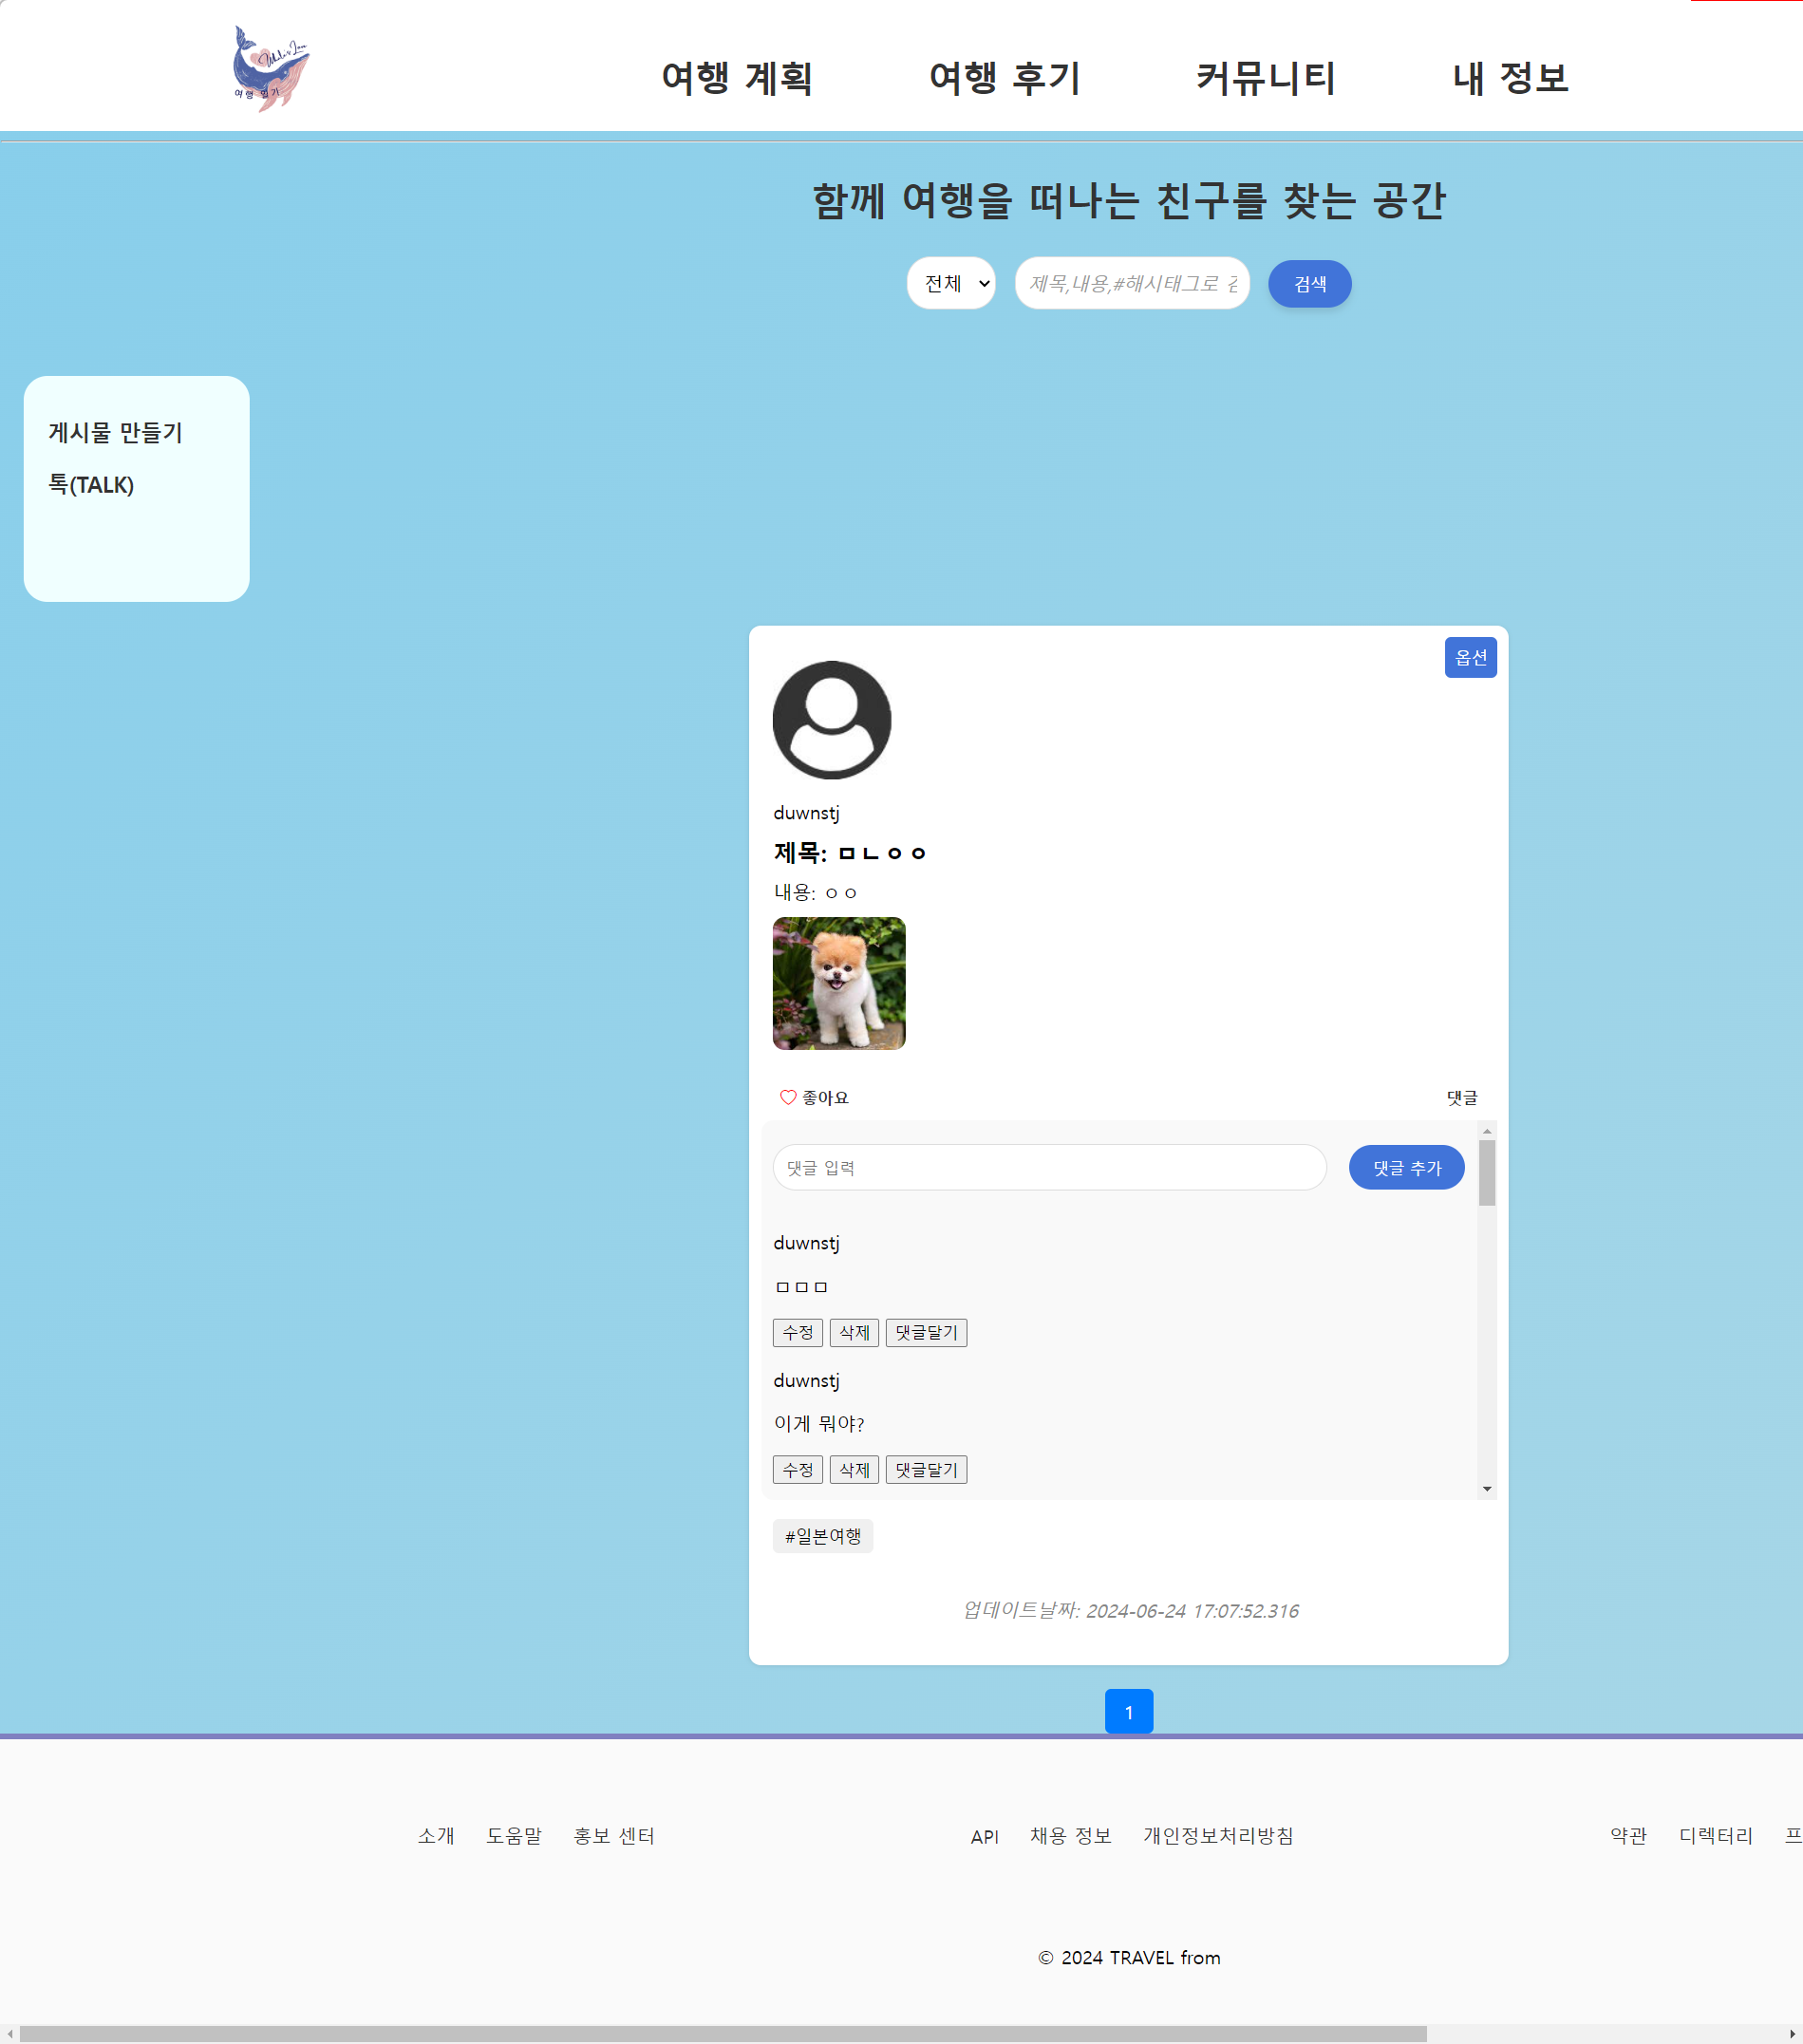 여행 계획
여행 후기
커뮤니티
내 정보
함께 여행을 떠나는 친구를 찾는 공간
전체
제목,내용,#해시태그로
검색
게시물 만들기
톡(TALK)
옵션
duwnstj
제목: ㅁㄴㅇㅇ
내용: ㅇㅇ
좋아요
댓글
댓글 입력
댓글 추가
duwnstj
ㅁㅁㅁ
수정 삭제 댓글달기
duwnstj
이게 뭐야?
수정 삭제 댓글달기
#일본여행
업데이트날짜: 2024-06-24 17:07:52.316
1
소개 도움말 홍보 센터 API 채용 정보 개인정보처리방침 약관 디렉터리 프
© 2024 TRAVEL from